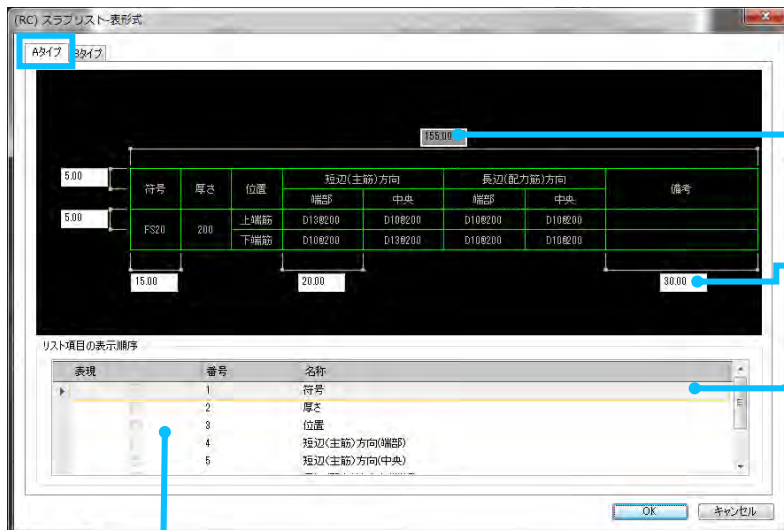 (RC) スラブリスト-表形式
Aタイプ Bタイプ
155.00
5.00
5.00
符号 厚さ 位置 短辺(主筋)方向 長辺(配力筋)方向 備考
端部 中央 端部 中央
FS20 200 上端筋 D13@200 D10@200 D10@200 D10@200
下端筋 D10@200 D13@200 D10@200 D10@200
15.00 20.00 30.00
リスト項目の表示順序
表現 番号 名称
1 符号
2 厚さ
3 位置
4 短辺(主筋)方向(端部)
5 短辺(主筋)方向(中央)
OK キャンセル